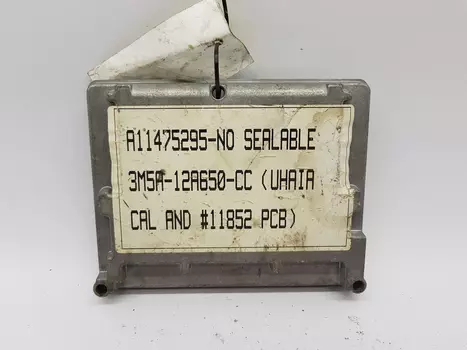 A11475295-NO SEALABLE
3M5A-12A650-CC (UHAIA
CAL AND #11852 PCB)